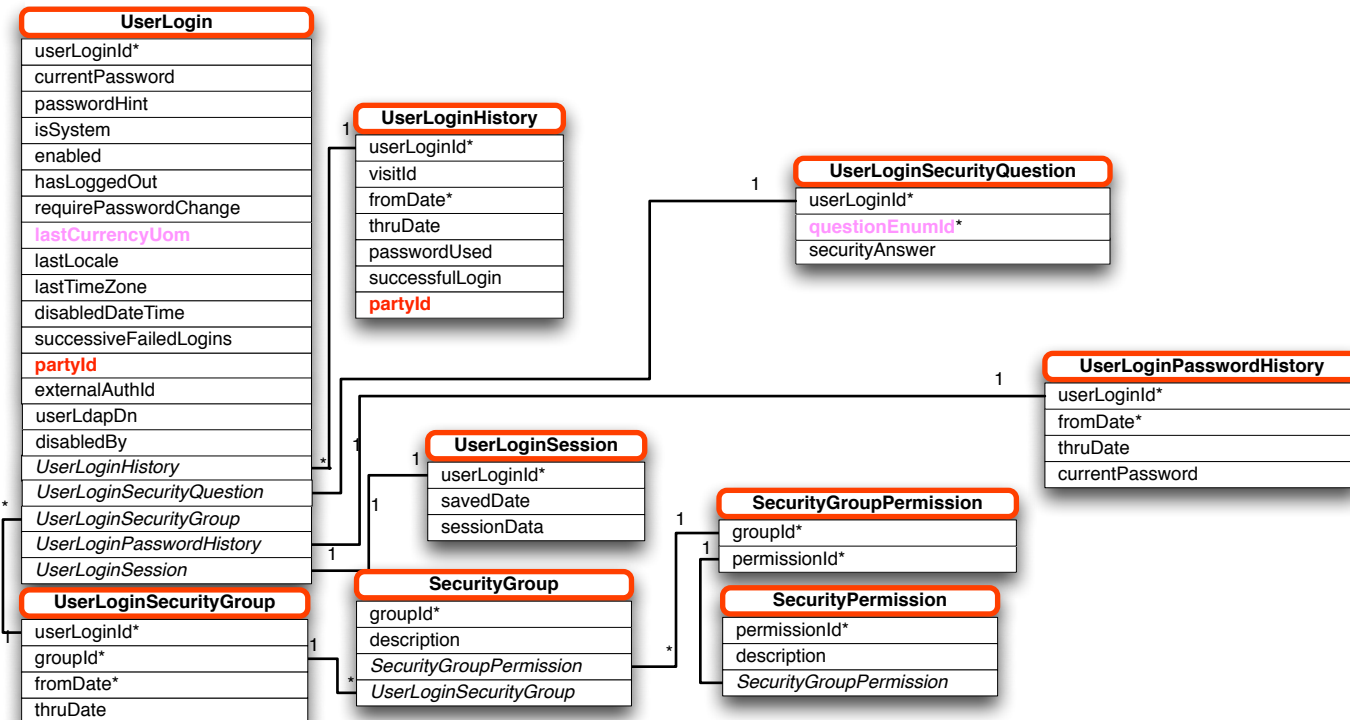 UserLogin
userLoginId*
currentPassword
passwordHint
isSystem
enabled
hasLoggedOut
requirePasswordChange
lastCurrencyUom
lastLocale
lastTimeZone
disabledDateTime
successiveFailedLogins
partyId
externalAuthId
userLdapDn
disabledBy
UserLoginHistory
UserLoginSecurityQuestion
UserLoginSecurityGroup
UserLoginPasswordHistory
UserLoginSession
*
*
1
1
1
UserLoginHistory
userLoginId*
visitId
fromDate*
thruDate
passwordUsed
successfulLogin
partyId
1
UserLoginSecurityQuestion
userLoginId*
questionEnumId*
securityAnswer
1
UserLoginPasswordHistory
userLoginId*
fromDate*
thruDate
currentPassword
1
1
UserLoginSession
userLoginId*
savedDate
sessionData
1
UserLoginSecurityGroup
userLoginId*
groupId*
fromDate*
thruDate
1
*
SecurityGroup
groupId*
description
SecurityGroupPermission
UserLoginSecurityGroup
*
1
1
SecurityGroupPermission
groupId*
permissionId*
SecurityPermission
permissionId*
description
SecurityGroupPermission